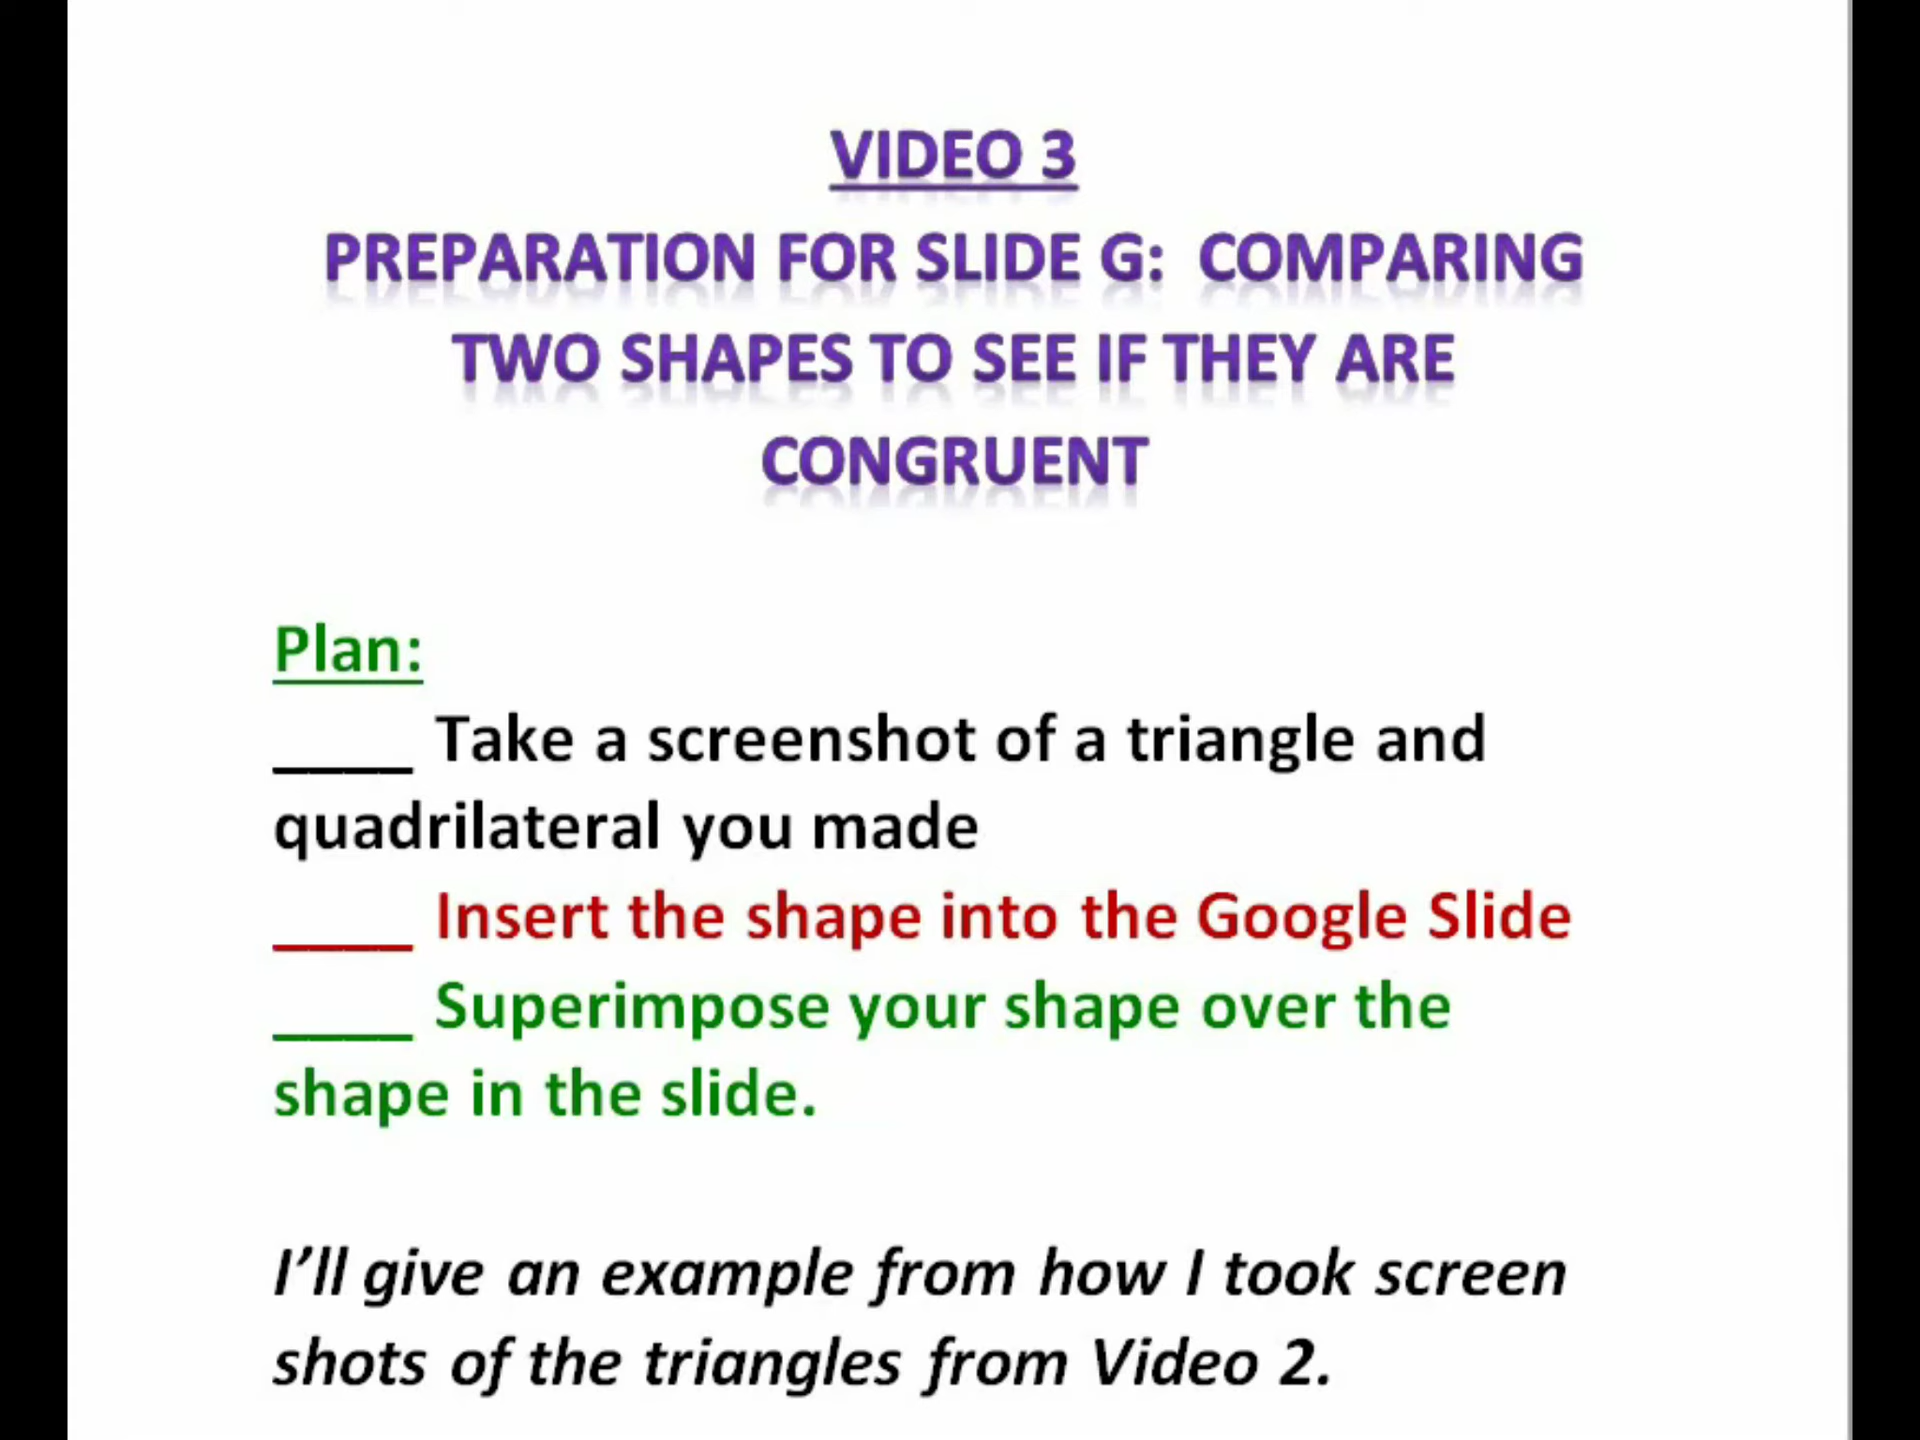 VIDEO 3
PREPARATION FOR SLIDE G: COMPARING
TWO SHAPES TO SEE IF THEY ARE
CONGRUENT
Plan:
____ Take a screenshot of a triangle and
quadrilateral you made
____ Insert the shape into the Google Slide
____ Superimpose your shape over the
shape in the slide.
I’ll give an example from how I took screen
shots of the triangles from Video 2.